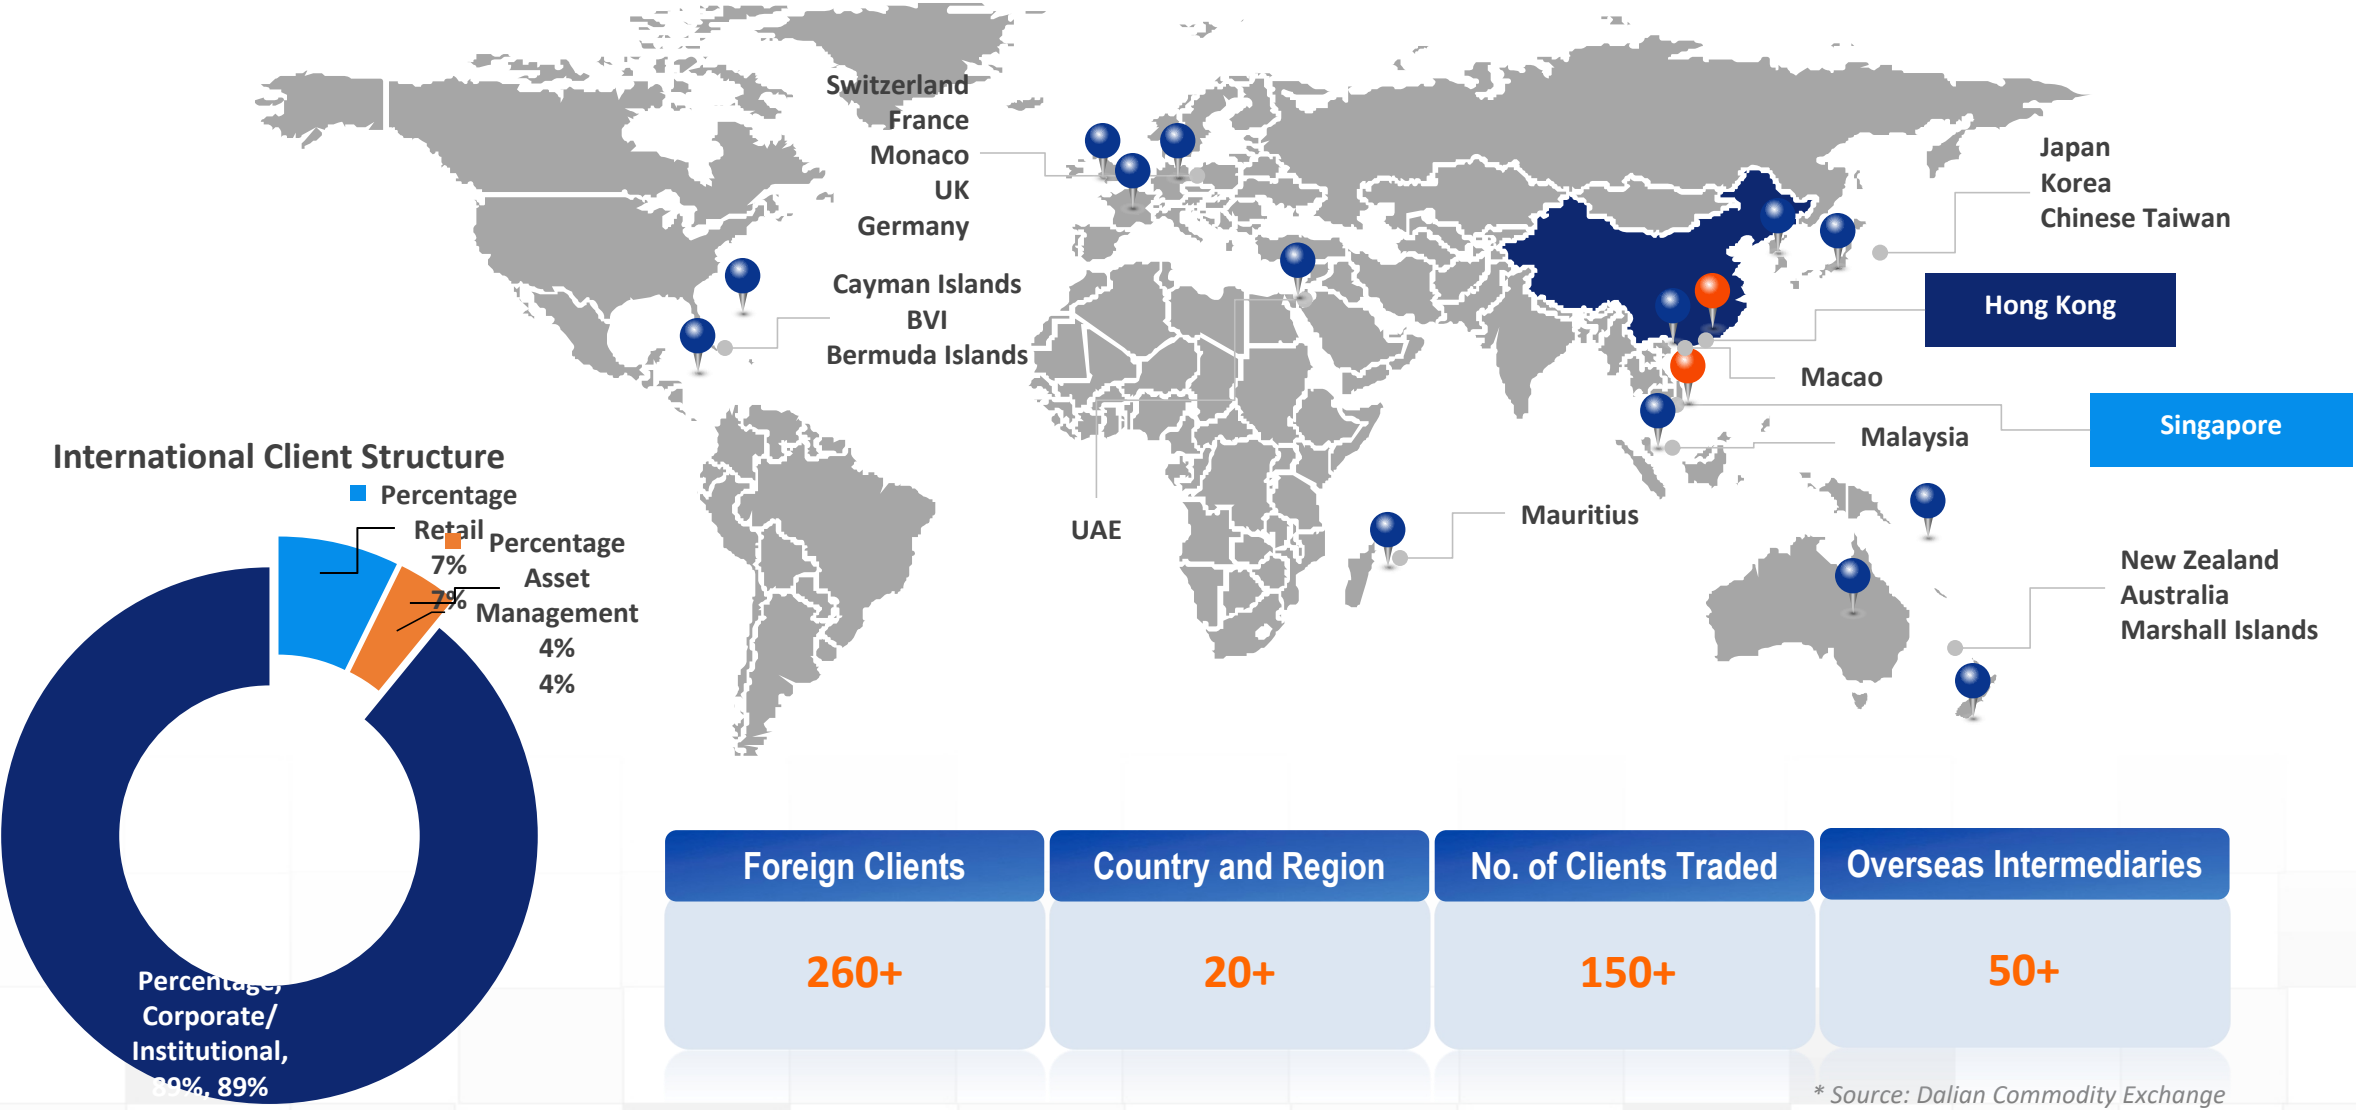 Switzerland
France
Monaco
UK
Germany
Cayman Islands
BVI
Bermuda Islands
Japan
Korea
Chinese Taiwan
Hong Kong
Macao
Singapore
Malaysia
Mauritius
UAE
New Zealand
Australia
Marshall Islands
International Client Structure
Percentage
Retail
7%
7%
Percentage
Asset
Management
4%
4%
Percentage,
Corporate/
Institutional,
89%, 89%
Foreign Clients
Country and Region
No. of Clients Traded
Overseas Intermediaries
260+
20+
150+
50+
* Source: Dalian Commodity Exchange